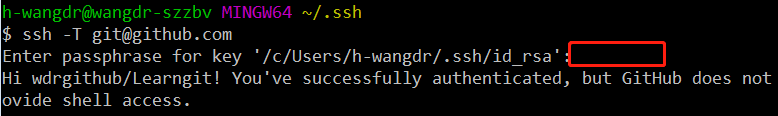 h-wangdr@wangdr-szzbv MINGW64 ~/.ssh
$ ssh -T git@github.com
Enter passphrase for key '/c/Users/h-wangdr/.ssh/id_rsa':
Hi wdrgithub/Learngit! You've successfully authenticated, but GitHub does not
ovide shell access.